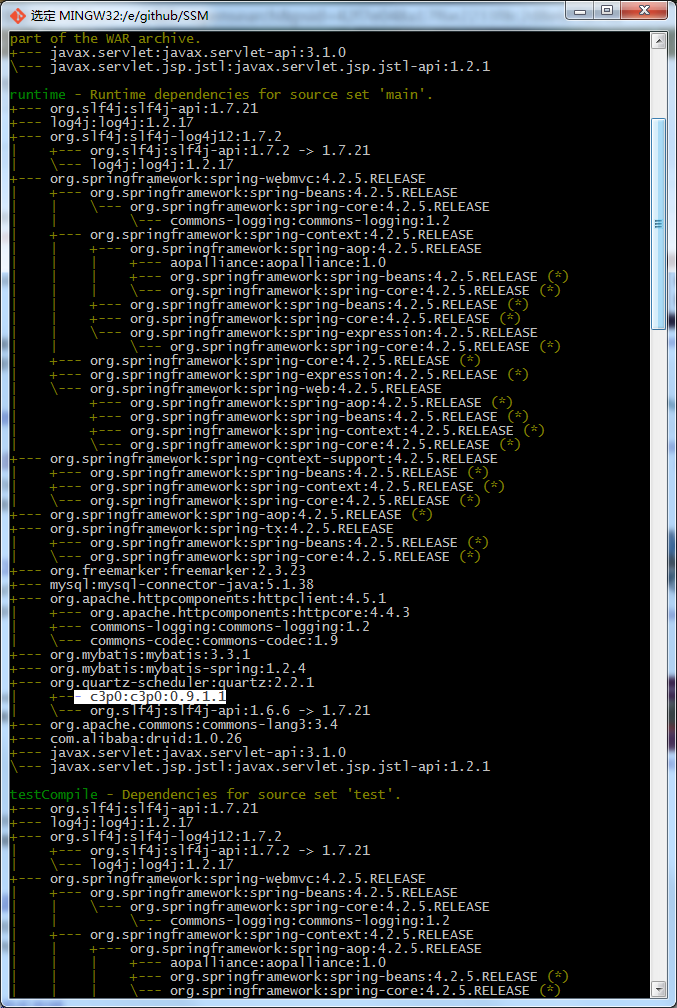 选定 MINGW32:/e/github/SSM
part of the WAR archive.
+--- javax.servlet:javax.servlet-api:3.1.0
\--- javax.servlet.jsp.jstl:javax.servlet.jsp.jstl-api:1.2.1
runtime - Runtime dependencies for source set 'main'.
+--- org.slf4j:slf4j-api:1.7.21
+--- log4j:log4j:1.2.17
+--- org.slf4j:slf4j-log4j12:1.7.2
|    +--- org.slf4j:slf4j-api:1.7.2 -> 1.7.21
|    \--- log4j:log4j:1.2.17
+--- org.springframework:spring-webmvc:4.2.5.RELEASE
|    +--- org.springframework:spring-beans:4.2.5.RELEASE
|    |    \--- org.springframework:spring-core:4.2.5.RELEASE
|    |         \--- commons-logging:commons-logging:1.2
|    +--- org.springframework:spring-context:4.2.5.RELEASE
|    |    +--- org.springframework:spring-aop:4.2.5.RELEASE
|    |    |    +--- aopalliance:aopalliance:1.0
|    |    |    +--- org.springframework:spring-beans:4.2.5.RELEASE (*)
|    |    |    \--- org.springframework:spring-core:4.2.5.RELEASE (*)
|    |    +--- org.springframework:spring-beans:4.2.5.RELEASE (*)
|    |    +--- org.springframework:spring-core:4.2.5.RELEASE (*)
|    |    \--- org.springframework:spring-expression:4.2.5.RELEASE
|    |         \--- org.springframework:spring-core:4.2.5.RELEASE (*)
|    +--- org.springframework:spring-core:4.2.5.RELEASE (*)
|    +--- org.springframework:spring-expression:4.2.5.RELEASE (*)
|    \--- org.springframework:spring-web:4.2.5.RELEASE
|         +--- org.springframework:spring-aop:4.2.5.RELEASE (*)
|         +--- org.springframework:spring-beans:4.2.5.RELEASE (*)
|         +--- org.springframework:spring-context:4.2.5.RELEASE (*)
|         \--- org.springframework:spring-core:4.2.5.RELEASE (*)
+--- org.springframework:spring-context-support:4.2.5.RELEASE
|    +--- org.springframework:spring-beans:4.2.5.RELEASE (*)
|    +--- org.springframework:spring-context:4.2.5.RELEASE (*)
|    \--- org.springframework:spring-core:4.2.5.RELEASE (*)
+--- org.springframework:spring-aop:4.2.5.RELEASE (*)
+--- org.springframework:spring-tx:4.2.5.RELEASE
|    +--- org.springframework:spring-beans:4.2.5.RELEASE (*)
|    \--- org.springframework:spring-core:4.2.5.RELEASE (*)
+--- org.freemarker:freemarker:2.3.23
+--- mysql:mysql-connector-java:5.1.38
+--- org.apache.httpcomponents:httpclient:4.5.1
|    +--- org.apache.httpcomponents:httpcore:4.4.3
|    +--- commons-logging:commons-logging:1.2
|    \--- commons-codec:commons-codec:1.9
+--- org.mybatis:mybatis:3.3.1
+--- org.mybatis:mybatis-spring:1.2.4
+--- org.quartz-scheduler:quartz:2.2.1
|    +--- c3p0:c3p0:0.9.1.1
|    \--- org.slf4j:slf4j-api:1.6.6 -> 1.7.21
+--- org.apache.commons:commons-lang3:3.4
+--- com.alibaba:druid:1.0.26
+--- javax.servlet:javax.servlet-api:3.1.0
\--- javax.servlet.jsp.jstl:javax.servlet.jsp.jstl-api:1.2.1
testCompile - Dependencies for source set 'test'.
+--- org.slf4j:slf4j-api:1.7.21
+--- log4j:log4j:1.2.17
+--- org.slf4j:slf4j-log4j12:1.7.2
|    +--- org.slf4j:slf4j-api:1.7.2 -> 1.7.21
|    \--- log4j:log4j:1.2.17
+--- org.springframework:spring-webmvc:4.2.5.RELEASE
|    +--- org.springframework:spring-beans:4.2.5.RELEASE
|    |    \--- org.springframework:spring-core:4.2.5.RELEASE
|    |         \--- commons-logging:commons-logging:1.2
|    +--- org.springframework:spring-context:4.2.5.RELEASE
|    |    +--- org.springframework:spring-aop:4.2.5.RELEASE
|    |    |    +--- aopalliance:aopalliance:1.0
|    |    |    +--- org.springframework:spring-beans:4.2.5.RELEASE (*)
|    |    |    \--- org.springframework:spring-core:4.2.5.RELEASE (*)